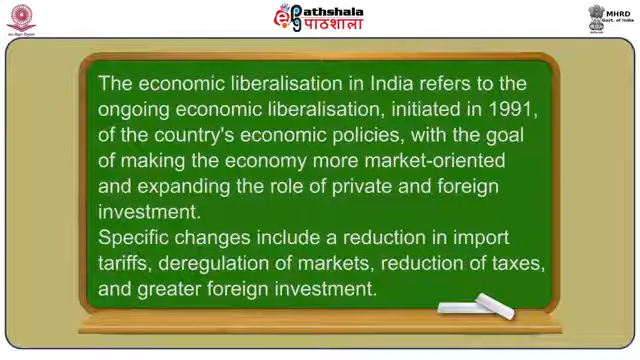 Pathshala
पाठशाला
MHRD
Govt. of India
The economic liberalisation in India refers to the
ongoing economic liberalisation, initiated in 1991,
of the country's economic policies, with the goal
of making the economy more market-oriented
and expanding the role of private and foreign
investment.
Specific changes include a reduction in import
tariffs, deregulation of markets, reduction of taxes,
and greater foreign investment.